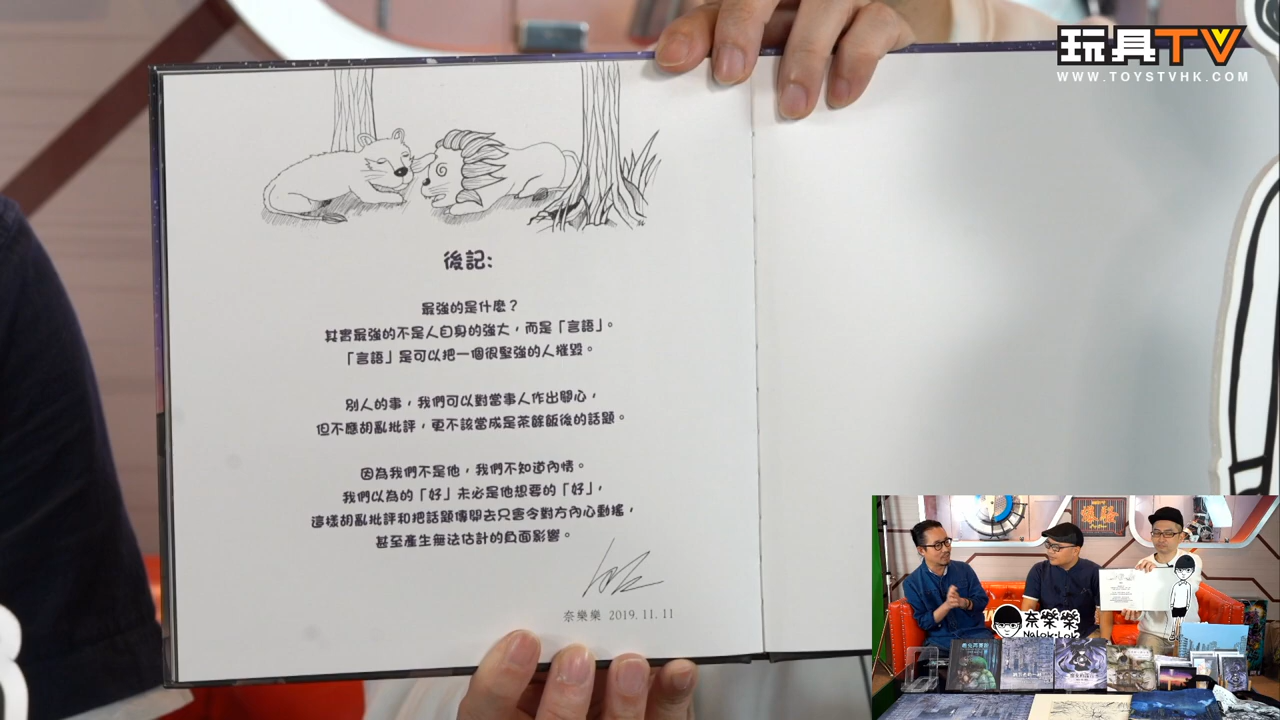 玩具TV
WWW.TOYSTVHK.COM
後記:
最強的是什麼?
其實最強的不是人自身的強大,而是「言語」。
「言語」是可以把一個很堅強的人摧毀。
別人的事,我們可以對當事人作出關心,
但不應胡亂批評,更不該當成是茶餘飯後的話題。
因為我們不是他,我們不知道內情。
我們以為的「好」未必是他想要的「好」,
這樣胡亂批評和把話題傳開去只會令對方內心動搖,
甚至產生無法估計的負面影響。
奈樂樂 2019.11.11
奈樂樂
NaLok:Lok